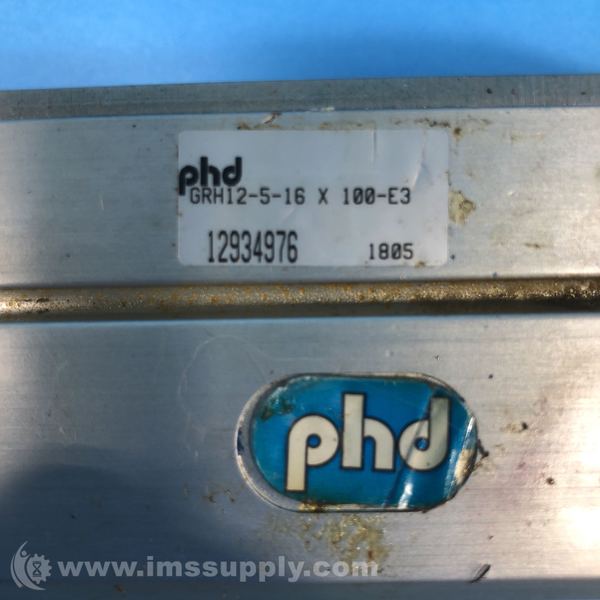 phd
GRH12-5-16 X 100-E3
12934976 1805
phd
www.imssupply.com